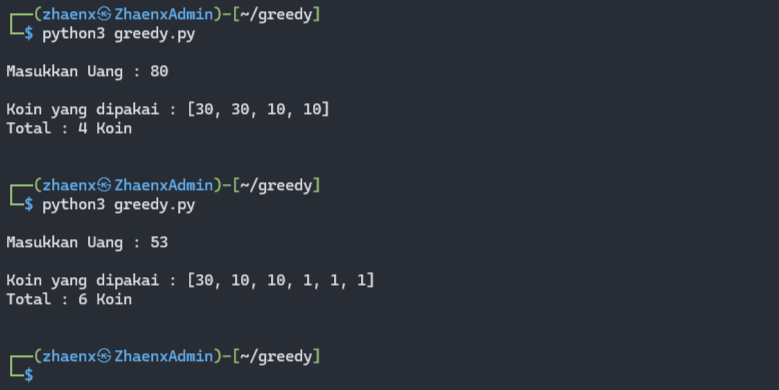 ┌──(zhaenx㉿ZhaenxAdmin)-[~/greedy]
└─$ python3 greedy.py
Masukkan Uang : 80
Koin yang dipakai : [30, 30, 10, 10]
Total : 4 Koin
┌──(zhaenx㉿ZhaenxAdmin)-[~/greedy]
└─$ python3 greedy.py
Masukkan Uang : 53
Koin yang dipakai : [30, 10, 10, 1, 1, 1]
Total : 6 Koin
┌──(zhaenx㉿ZhaenxAdmin)-[~/greedy]
└─$